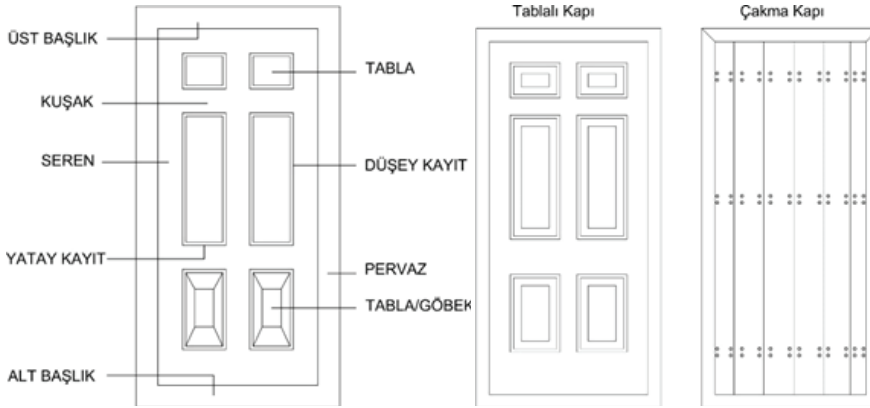 ÜST BAŞLIK
KUŞAK
SEREN
YATAY KAYIT
ALT BAŞLIK
TABLA
DÜŞEY KAYIT
PERVAZ
TABLA/GÖBEK
Tablalı Kapı
Çakma Kapı